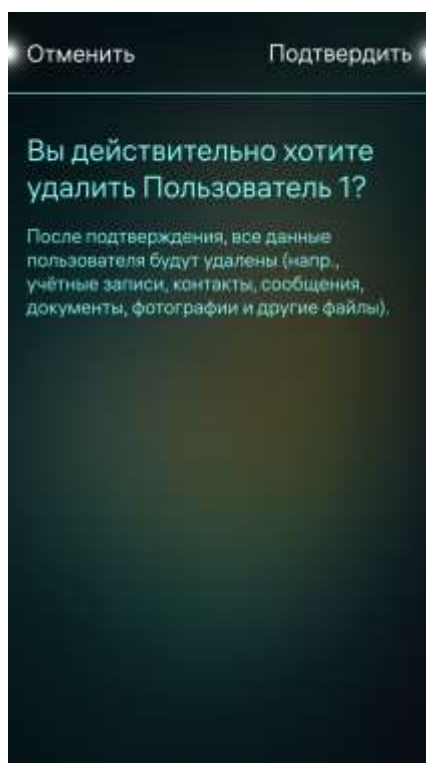 Отменить Подтвердить
Вы действительно хотите
удалить Пользователь 1?
После подтверждения, все данные
пользователя будут удалены (напр.,
учётные записи, контакты, сообщения,
документы, фотографии и другие файлы).